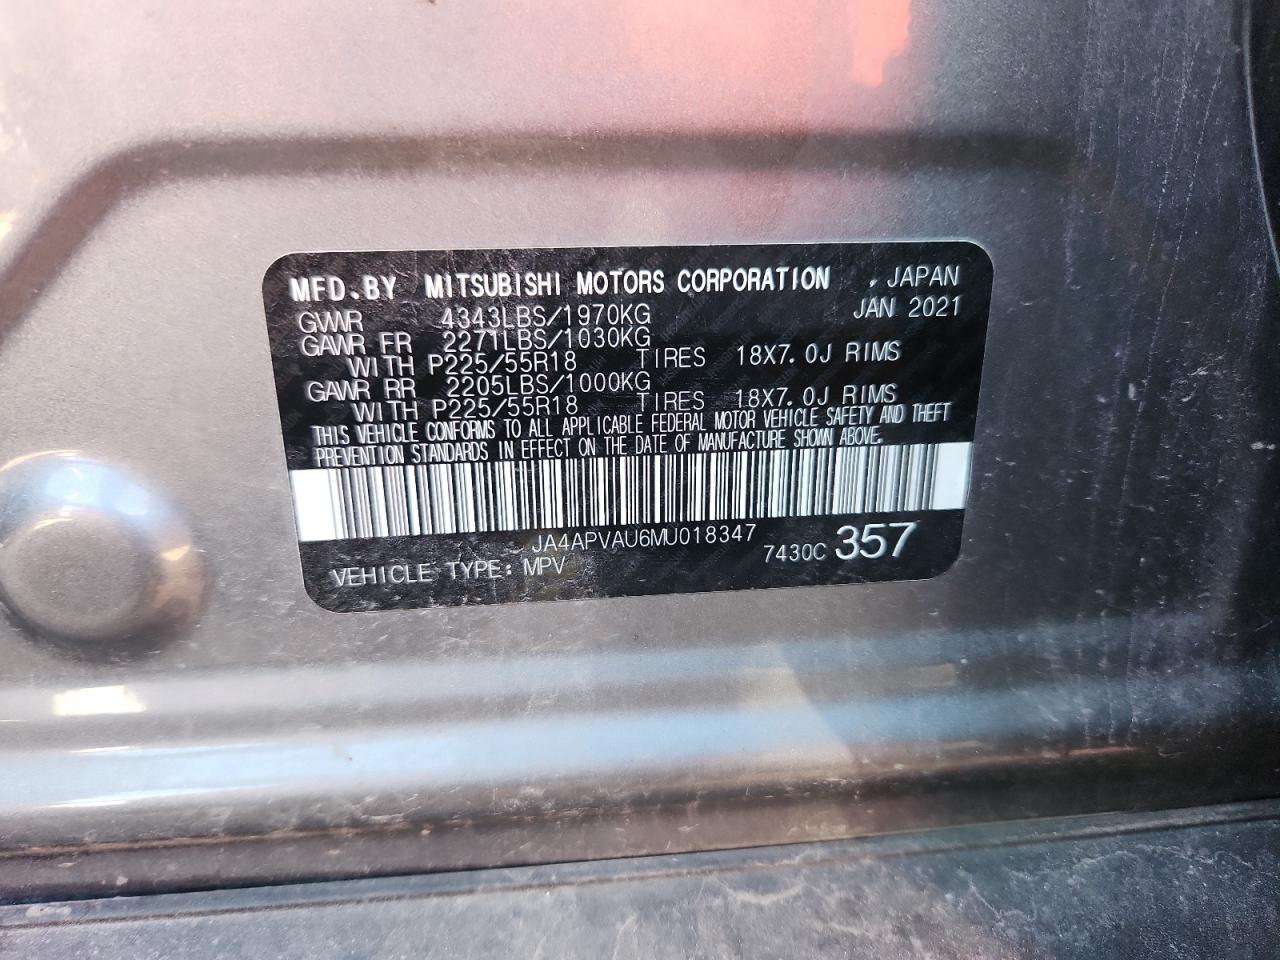 MFD.BY MITSUBISHI MOTORS CORPORATION , JAPAN
GVWR 4343LBS/1970KG JAN 2021
GAWR FR 2271LBS/1030KG
WITH P225/55R18 TIRES 18X7.0J RIMS
GAWR RR 2205LBS/1000KG
WITH P225/55R18 TIRES 18X7.0J RIMS
THIS VEHICLE CONFORMS TO ALL APPLICABLE FEDERAL MOTOR VEHICLE SAFETY AND THEFT
PREVENTION STANDARDS IN EFFECT ON THE DATE OF MANUFACTURE SHOWN ABOVE.
JA4APVAU6MU018347
7430C 357
VEHICLE TYPE: MPV